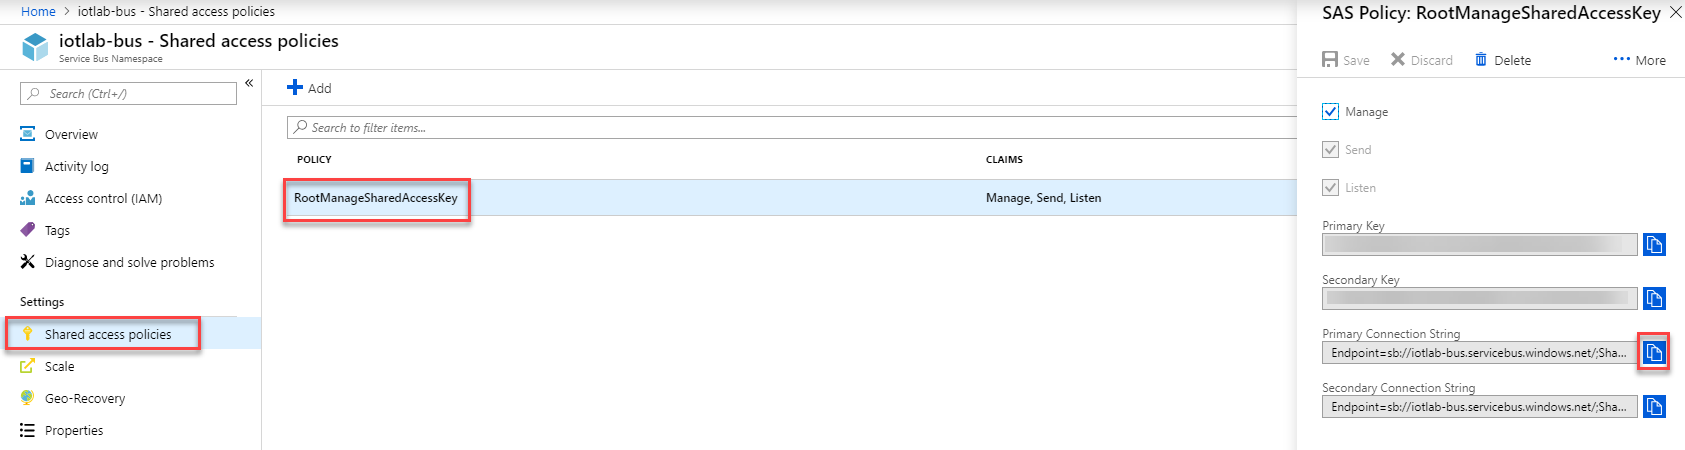 Home > iotlab-bus - Shared access policies
iotlab-bus - Shared access policies
Service Bus Namespace
Search (Ctrl+/)
«
Overview
Activity log
Access control (IAM)
Tags
Diagnose and solve problems
Settings
Shared access policies
Scale
Geo-Recovery
Properties
Add
Search to filter items...
POLICY CLAIMS
RootManageSharedAccessKey Manage, Send, Listen
SAS Policy: RootManageSharedAccessKey
Save Discard Delete ··· More
Manage
Send
Listen
Primary Key
Secondary Key
Primary Connection String
Endpoint=sb://iotlab-bus.servicebus.windows.net/;Sha...
Secondary Connection String
Endpoint=sb://iotlab-bus.servicebus.windows.net/;Sha...